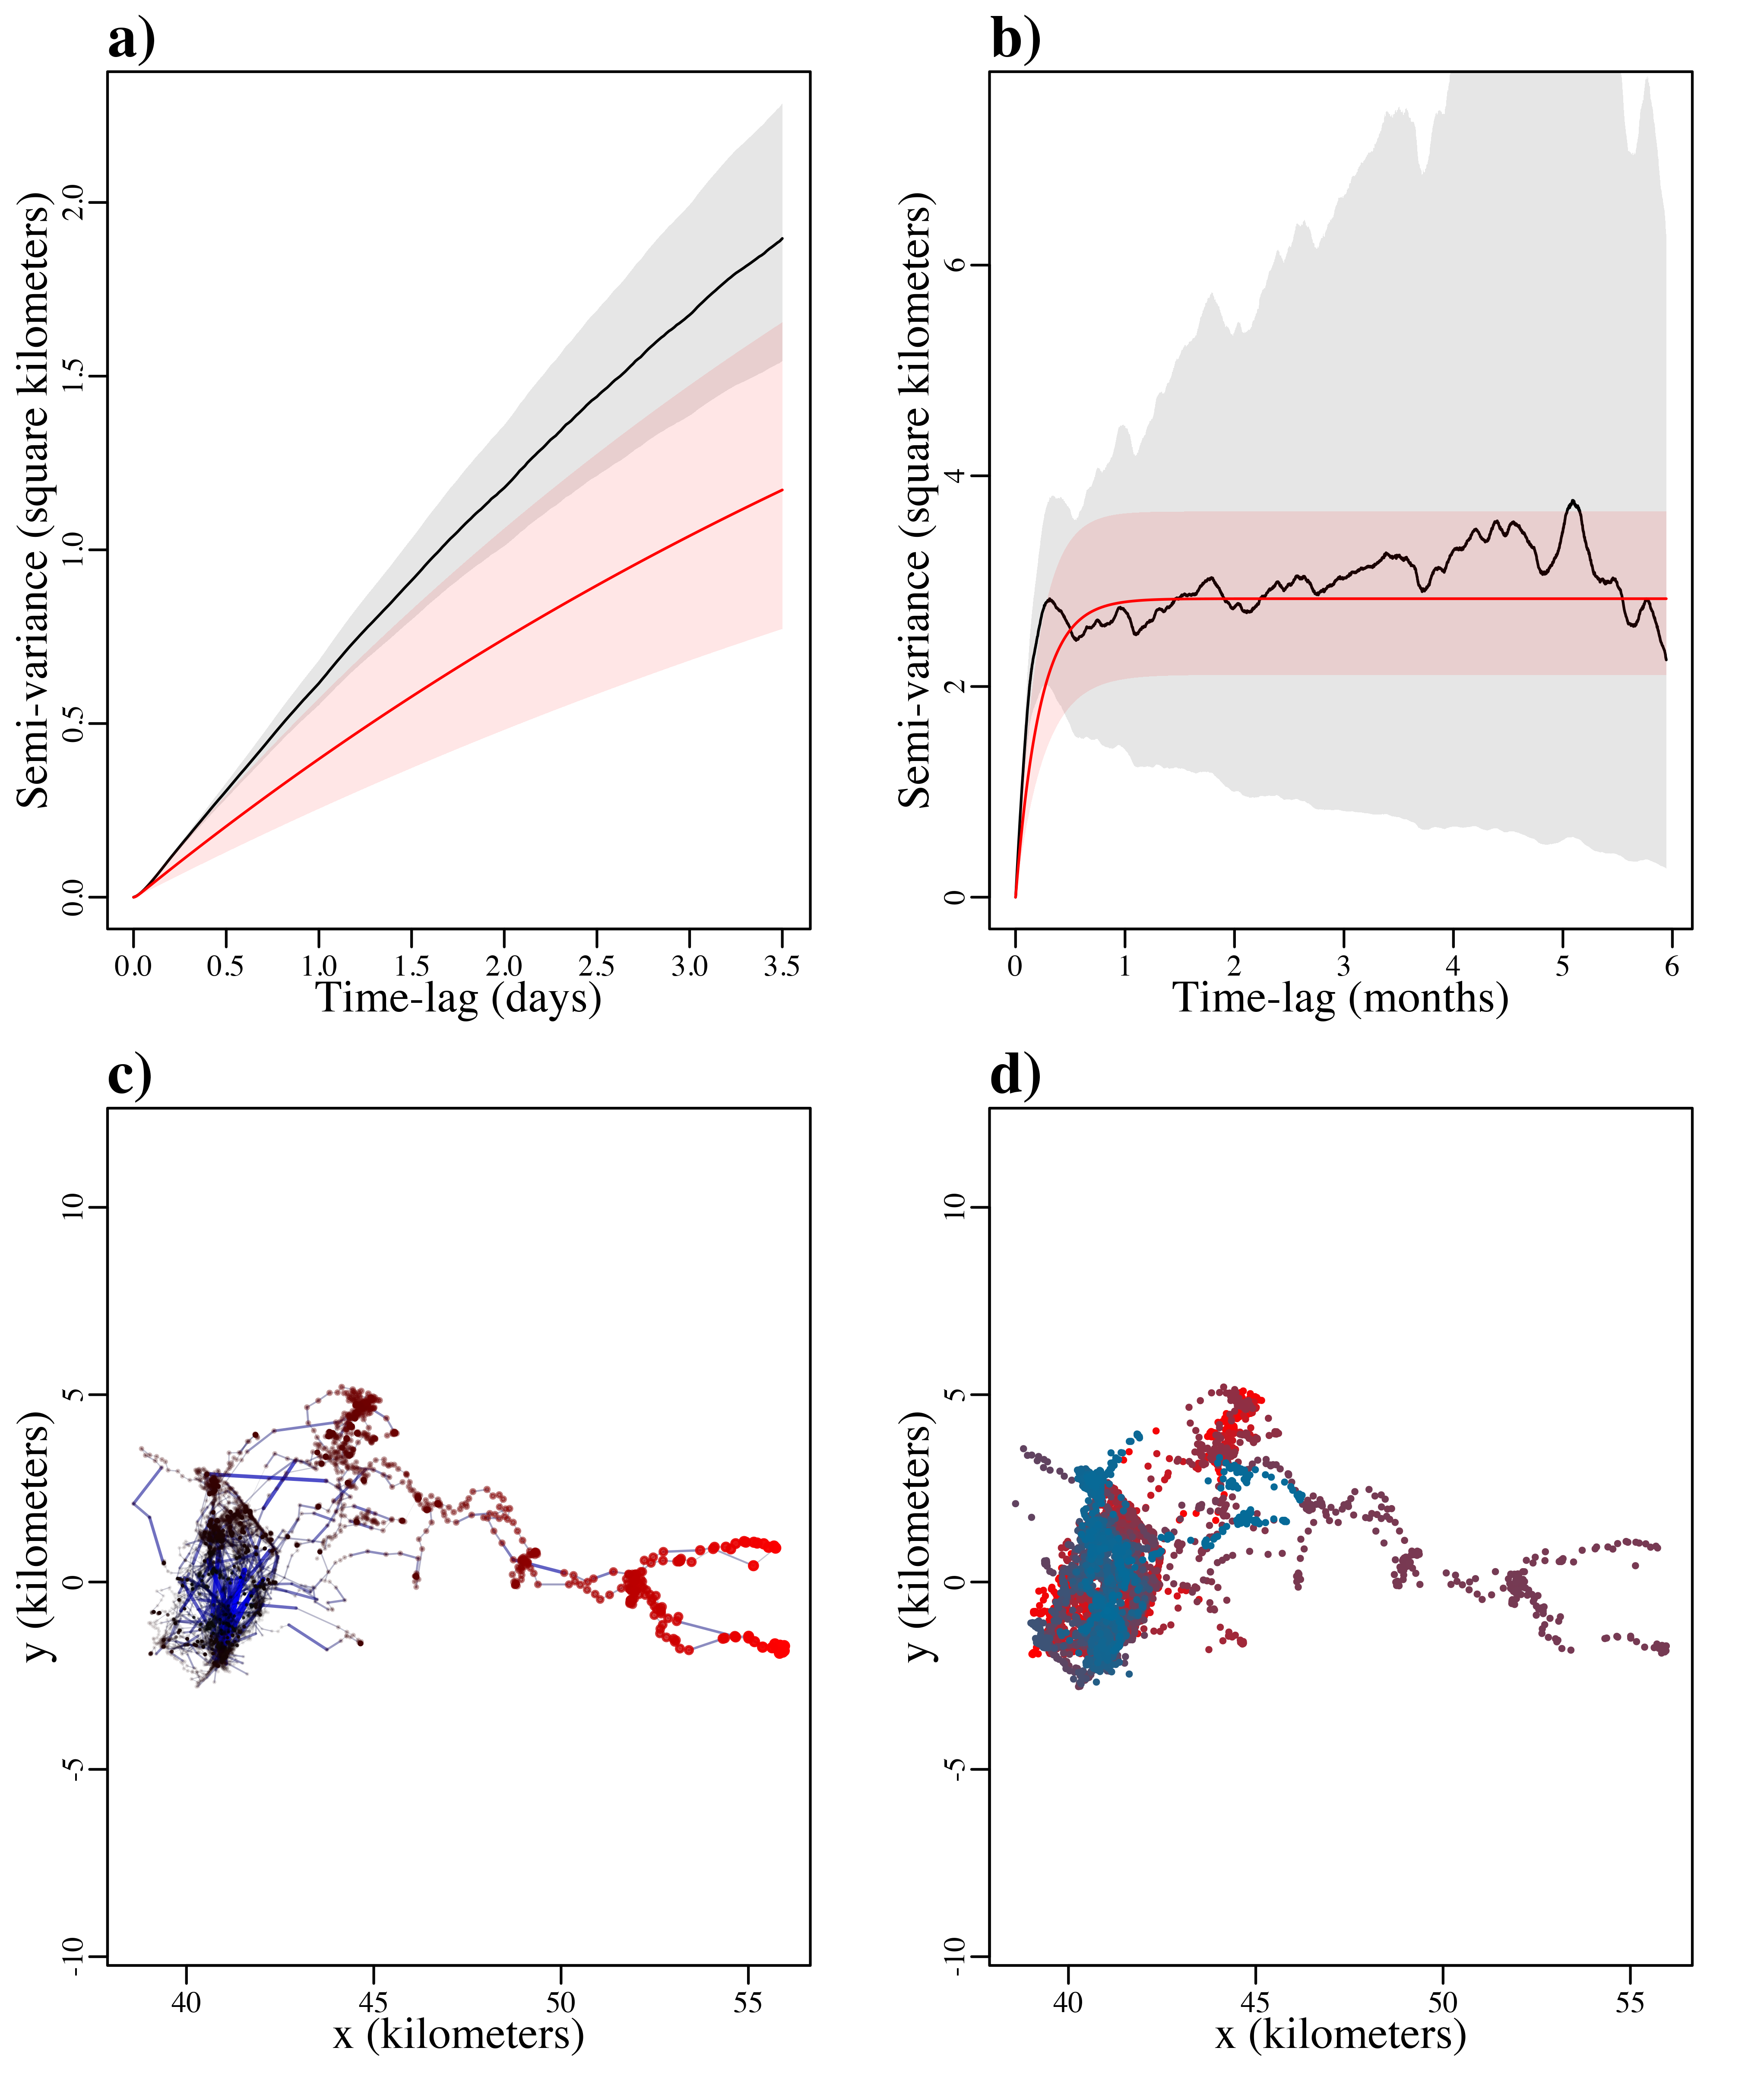 a)
Semi-variance (square kilometers)
0.0 0.5 1.0 1.5 2.0
0.0 0.5 1.0 1.5 2.0 2.5 3.0 3.5
Time-lag (days)
b)
Semi-variance (square kilometers)
0 2 4 6
0 1 2 3 4 5 6
Time-lag (months)
c)
y (kilometers)
-10 -5 0 5 10
40 45 50 55
x (kilometers)
d)
y (kilometers)
-10 -5 0 5 10
40 45 50 55
x (kilometers)